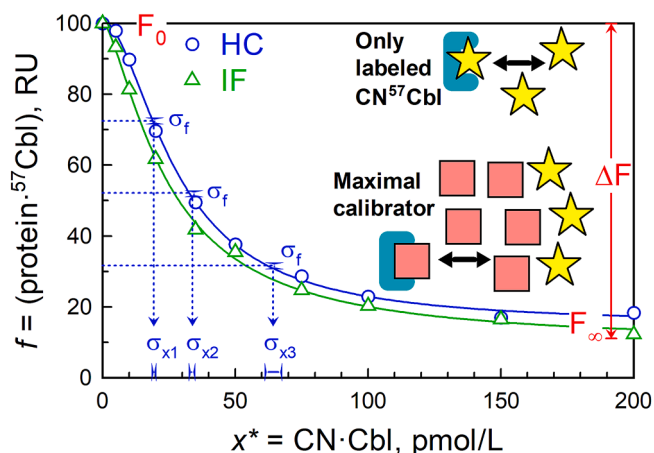 100
80
60
40
20
0
f = (protein·⁵⁷Cbl), RU
F₀
HC
IF
Only
labeled
CN⁵⁷Cbl
Maximal
calibrator
ΔF
F∞
σf
σf
σf
σx1
σx2
σx3
0
50
100
150
200
x* = CN·Cbl, pmol/L